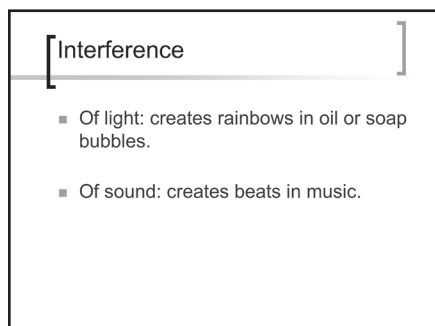 Interference
Of light: creates rainbows in oil or soap
bubbles.
Of sound: creates beats in music.